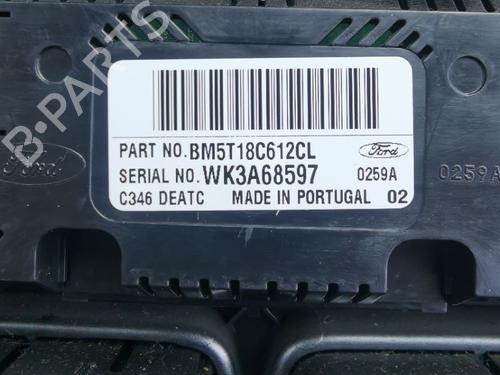 B-PARTS
PART NO. BM5T18C612CL
Ford
SERIAL NO. WK3A68597
0259A
C346 DEATC MADE IN PORTUGAL 02
Ford
0259A